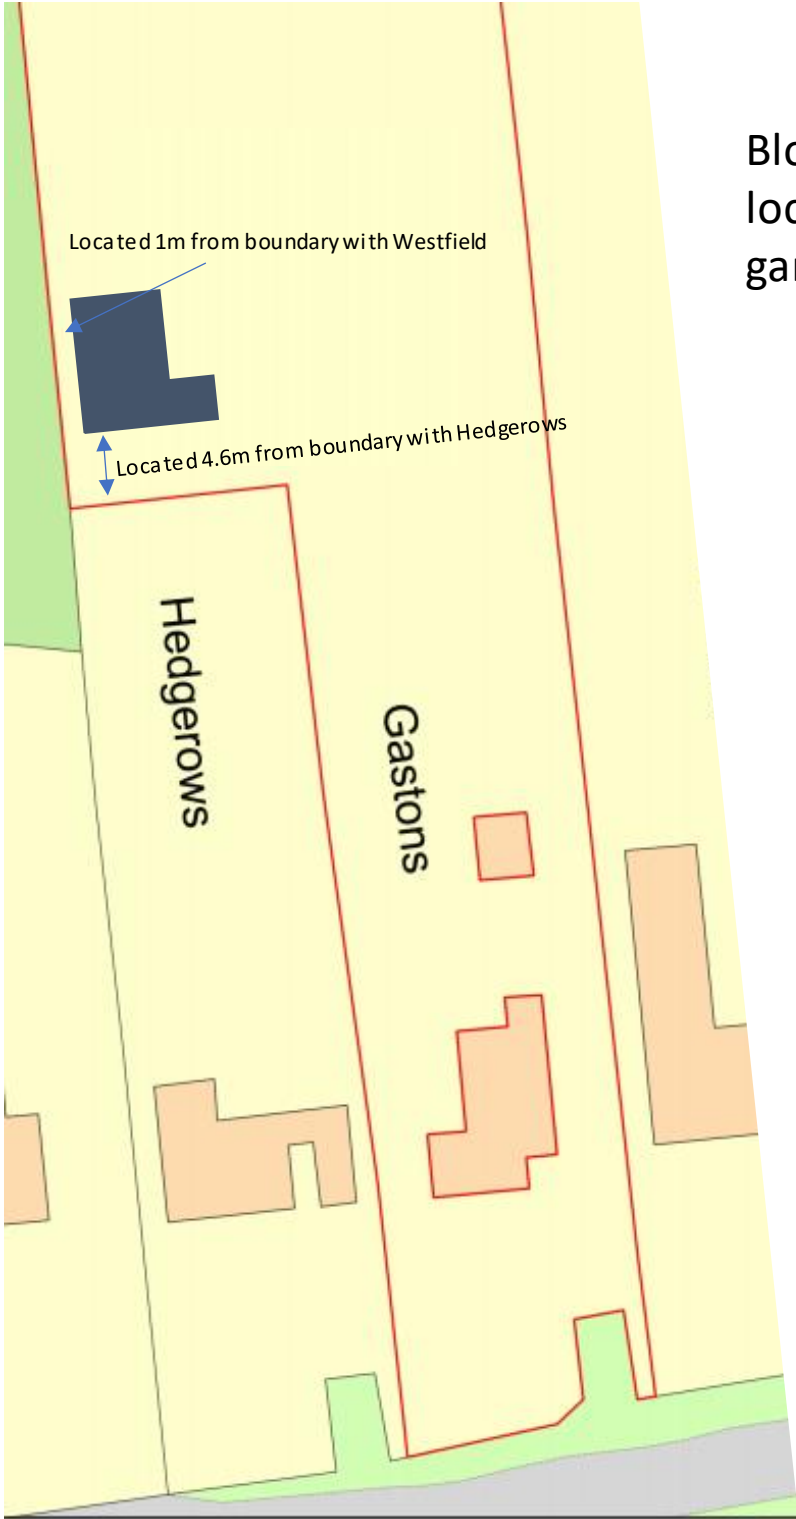 Located 1m from boundary with Westfield
Located 4.6m from boundary with Hedgerows
Hedgerows
Gastons